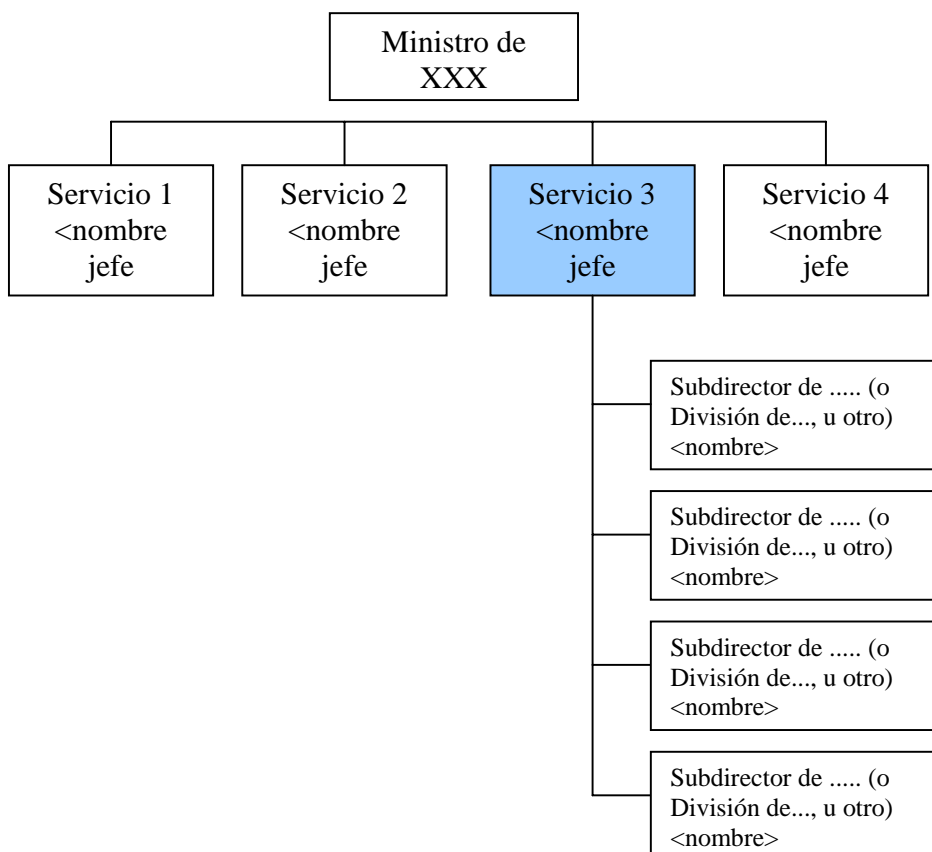 Ministro de
XXX
Servicio 1
<nombre
jefe
Servicio 2
<nombre
jefe
Servicio 3
<nombre
jefe
Servicio 4
<nombre
jefe
Subdirector de ..... (o
División de..., u otro)
<nombre>
Subdirector de ..... (o
División de..., u otro)
<nombre>
Subdirector de ..... (o
División de..., u otro)
<nombre>
Subdirector de ..... (o
División de..., u otro)
<nombre>